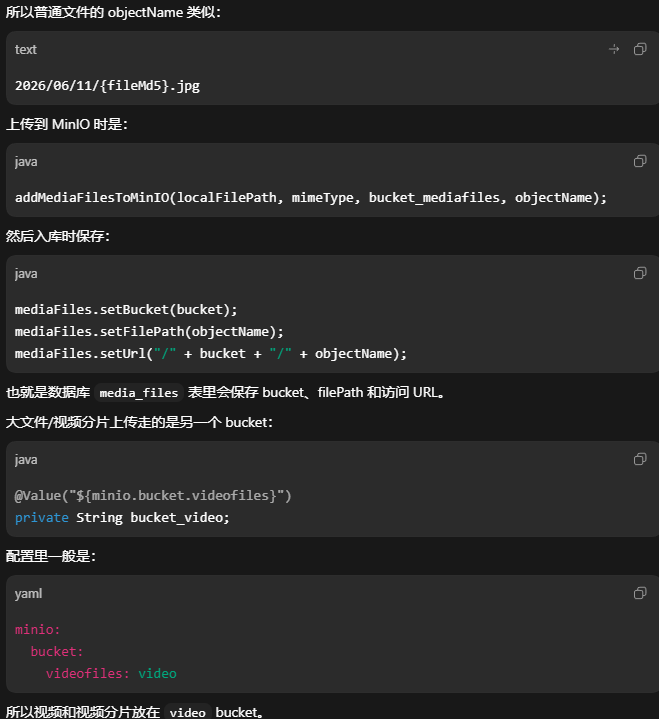 所以普通文件的 objectName 类似：
text
2026/06/11/{fileMd5}.jpg
上传到 MinIO 时是：
java
addMediaFilesToMinIO(localFilePath, mimeType, bucket_mediafiles, objectName);
然后入库时保存：
java
mediaFiles.setBucket(bucket);
mediaFiles.setFilePath(objectName);
mediaFiles.setUrl("/" + bucket + "/" + objectName);
也就是数据库 media_files 表里会保存 bucket、filePath 和访问 URL。
大文件/视频分片上传走的是另一个 bucket：
java
@Value("${minio.bucket.videofiles}")
private String bucket_video;
配置里一般是：
yaml
minio:
  bucket:
    videofiles: video
所以视频和视频分片放在 video bucket。